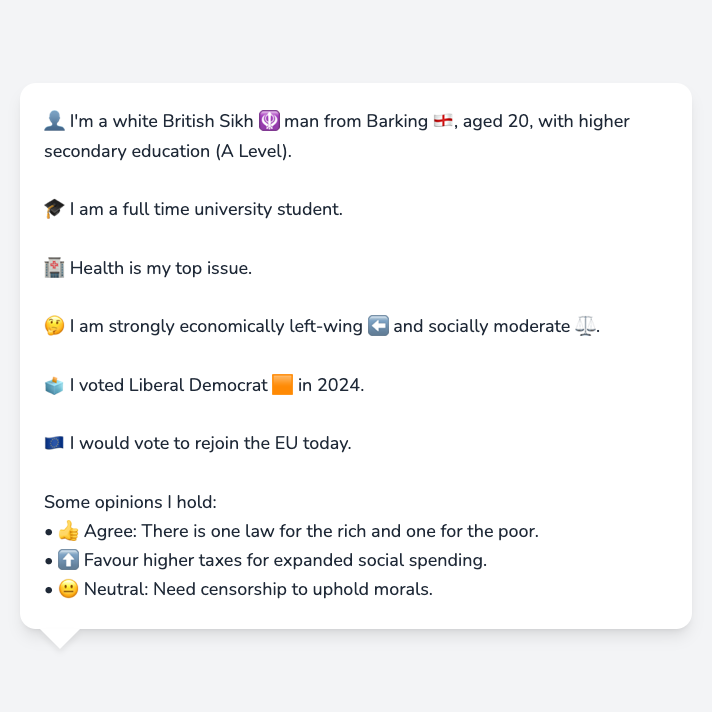 👤 I'm a white British Sikh 🪯 man from Barking 🏴󠁧󠁢󠁥󠁮󠁧󠁿, aged 20, with higher
secondary education (A Level).
🎓 I am a full time university student.
🏥 Health is my top issue.
🤔 I am strongly economically left-wing ⬅️ and socially moderate ⚖️.
🗳️ I voted Liberal Democrat 🟧 in 2024.
🇪🇺 I would vote to rejoin the EU today.
Some opinions I hold:
• 👍 Agree: There is one law for the rich and one for the poor.
• ⬆️ Favour higher taxes for expanded social spending.
• 😐 Neutral: Need censorship to uphold morals.